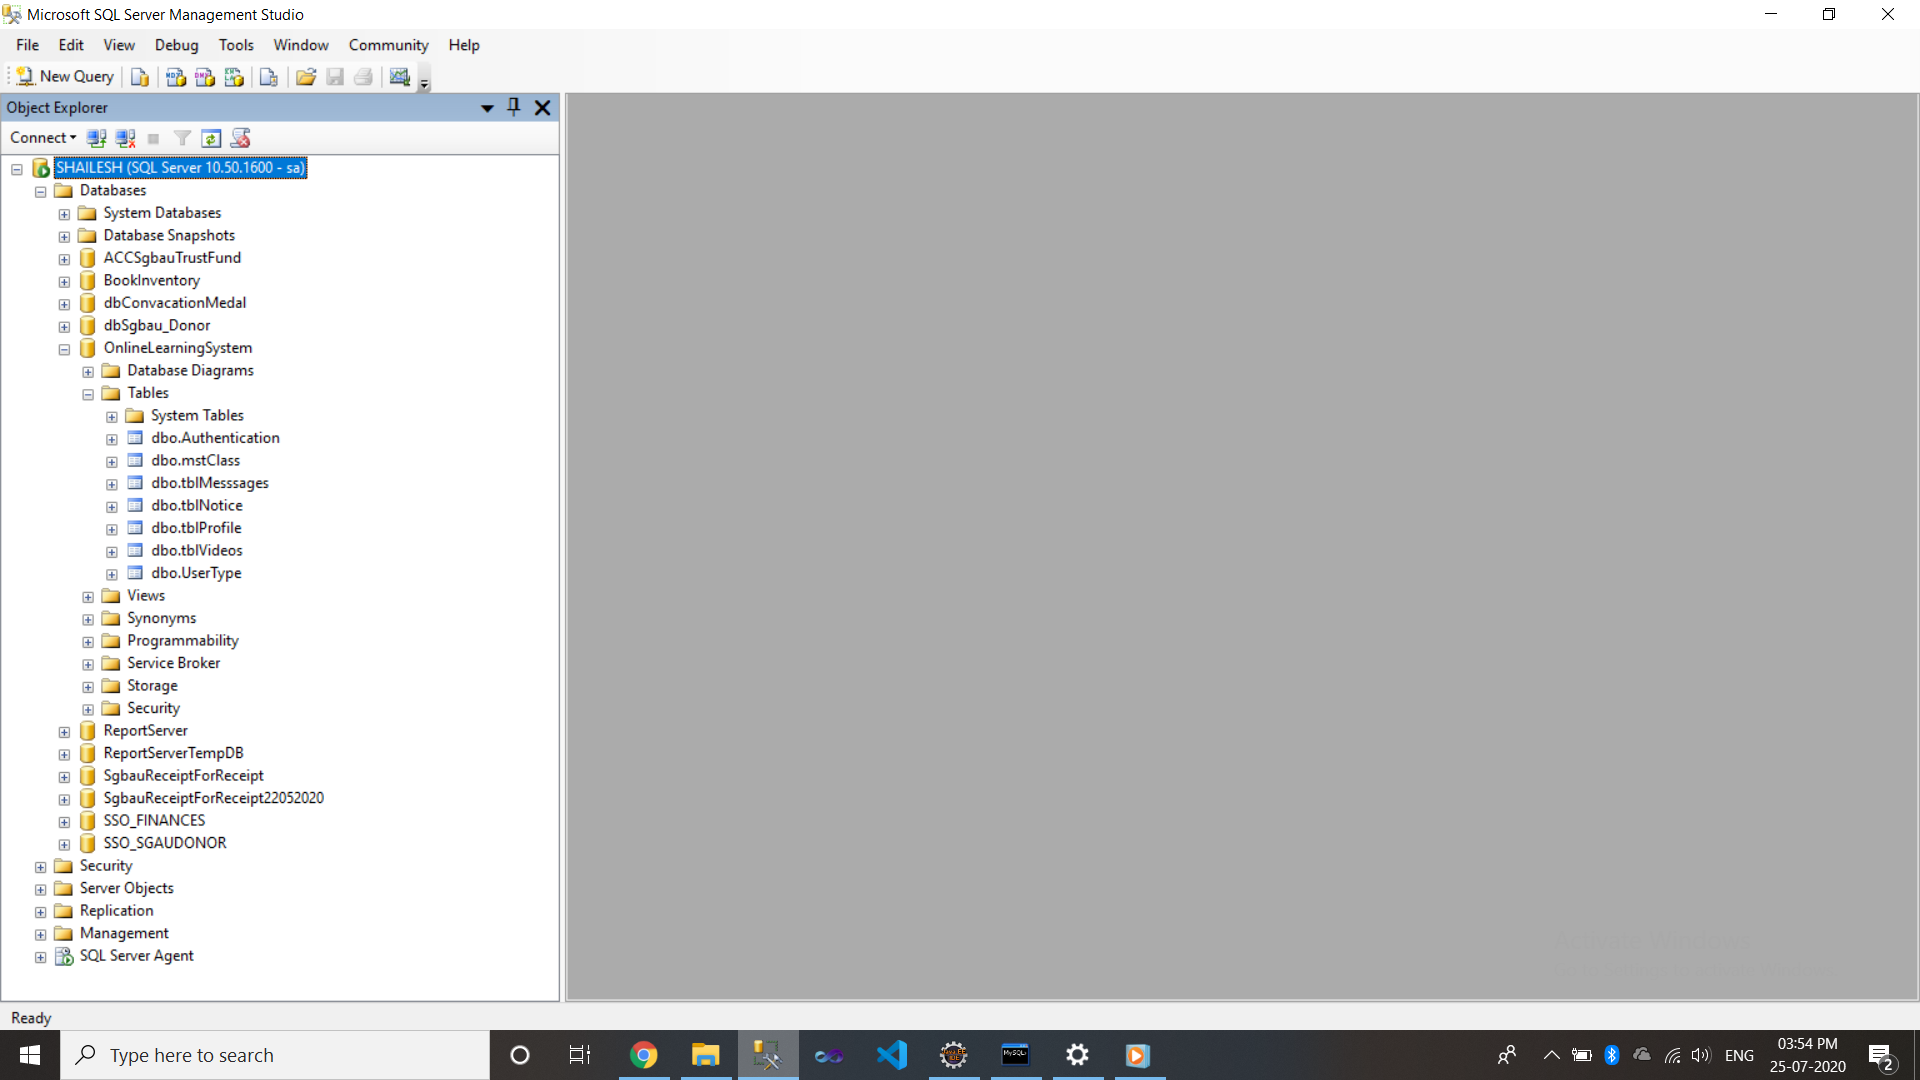 Microsoft SQL Server Management Studio
File Edit View Debug Tools Window Community Help
New Query
Object Explorer
Connect
SHAILESH (SQL Server 10.50.1600 - sa)
Databases
System Databases
Database Snapshots
ACCSgbauTrustFund
BookInventory
dbConvacationMedal
dbSgbau_Donor
OnlineLearningSystem
Database Diagrams
Tables
System Tables
dbo.Authentication
dbo.mstClass
dbo.tblMesssages
dbo.tblNotice
dbo.tblProfile
dbo.tblVideos
dbo.UserType
Views
Synonyms
Programmability
Service Broker
Storage
Security
ReportServer
ReportServerTempDB
SgbauReceiptForReceipt
SgbauReceiptForReceipt22052020
SSO_FINANCES
SSO_SGAUDONOR
Security
Server Objects
Replication
Management
SQL Server Agent
Activate Windows
Ready
Type here to search
MySQL
ENG
03:54 PM
25-07-2020
2